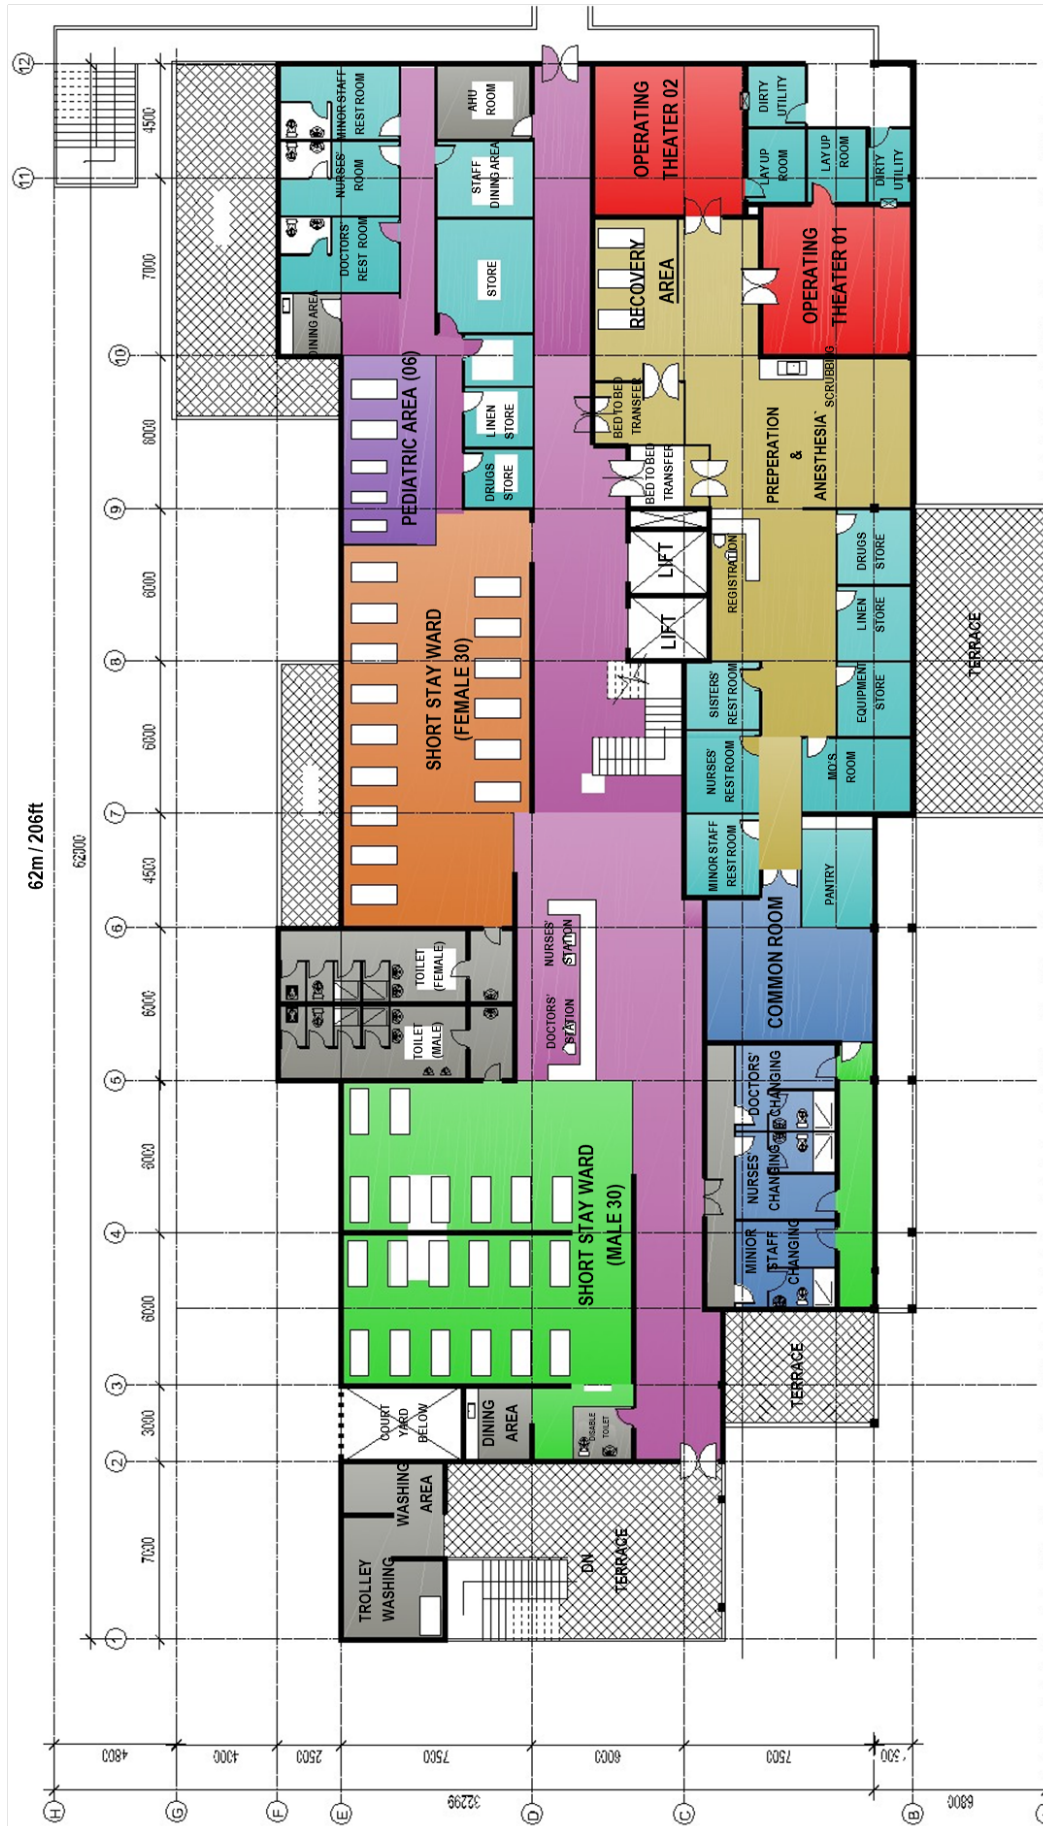 12
4500
MINOR STAFF
REST ROOM
AHU
ROOM
OPERATING
THEATER 02
DIRTY
UTILITY
11
NURSES'
ROOM
STAFF
DINING AREA
LAY UP
ROOM
LAY UP
ROOM
DIRTY
UTILITY
7000
DOCTORS'
REST ROOM
STORE
RECOVERY
AREA
OPERATING
THEATER 01
DINING AREA
10
6000
PEDIATRIC AREA (06)
LINEN
STORE
DRUGS
STORE
BED TO BED
TRANSFER
BED TO BED
TRANSFER
SCRUBBING
PREPERATION
&
ANESTHESIA`
9
6000
LIFT
LIFT
REGISTRATION
DRUGS
STORE
LINEN
STORE
TERRACE
8
SHORT STAY WARD
(FEMALE 30)
SISTERS'
REST ROOM
EQUIPMENT
STORE
6000
NURSES'
REST ROOM
MO'S
ROOM
7
62m / 206ft
62000
4500
MINOR STAFF
REST ROOM
PANTRY
6
TOILET
(FEMALE)
NURSES'
STATION
COMMON ROOM
6000
TOILET
(MALE)
DOCTORS'
STATION
5
DOCTORS'
CHANGING
6000
NURSES'
CHANGING
4
SHORT STAY WARD
(MALE 30)
MINIOR
STAFF
CHANGING
6000
3
TERRACE
3000
COURT
YARD
BELOW
DINING
AREA
DISABLE
TOILET
2
WASHING
AREA
7000
TROLLEY
WASHING
DN
TERRACE
1
4800
4000
2500
7500
6000
7500
32299
6800
H
G
F
E
D
C
B